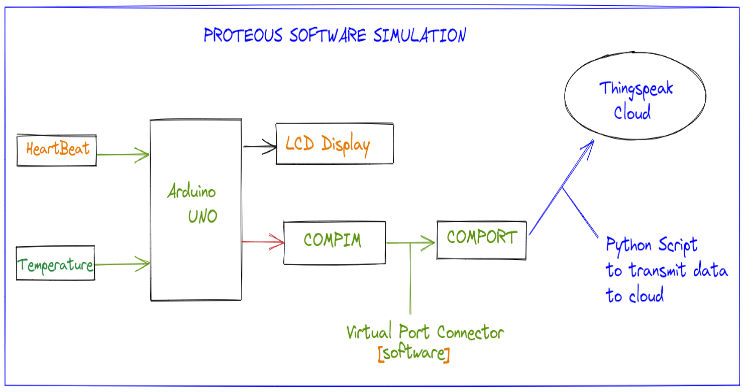 PROTEOUS SOFTWARE SIMULATION
Thingspeak
Cloud
HeartBeat
LCD Display
Arduino
UNO
COMPIM
COMPORT
Temperature
Python Script
to transmit data
to cloud
Virtual Port Connector
[software]